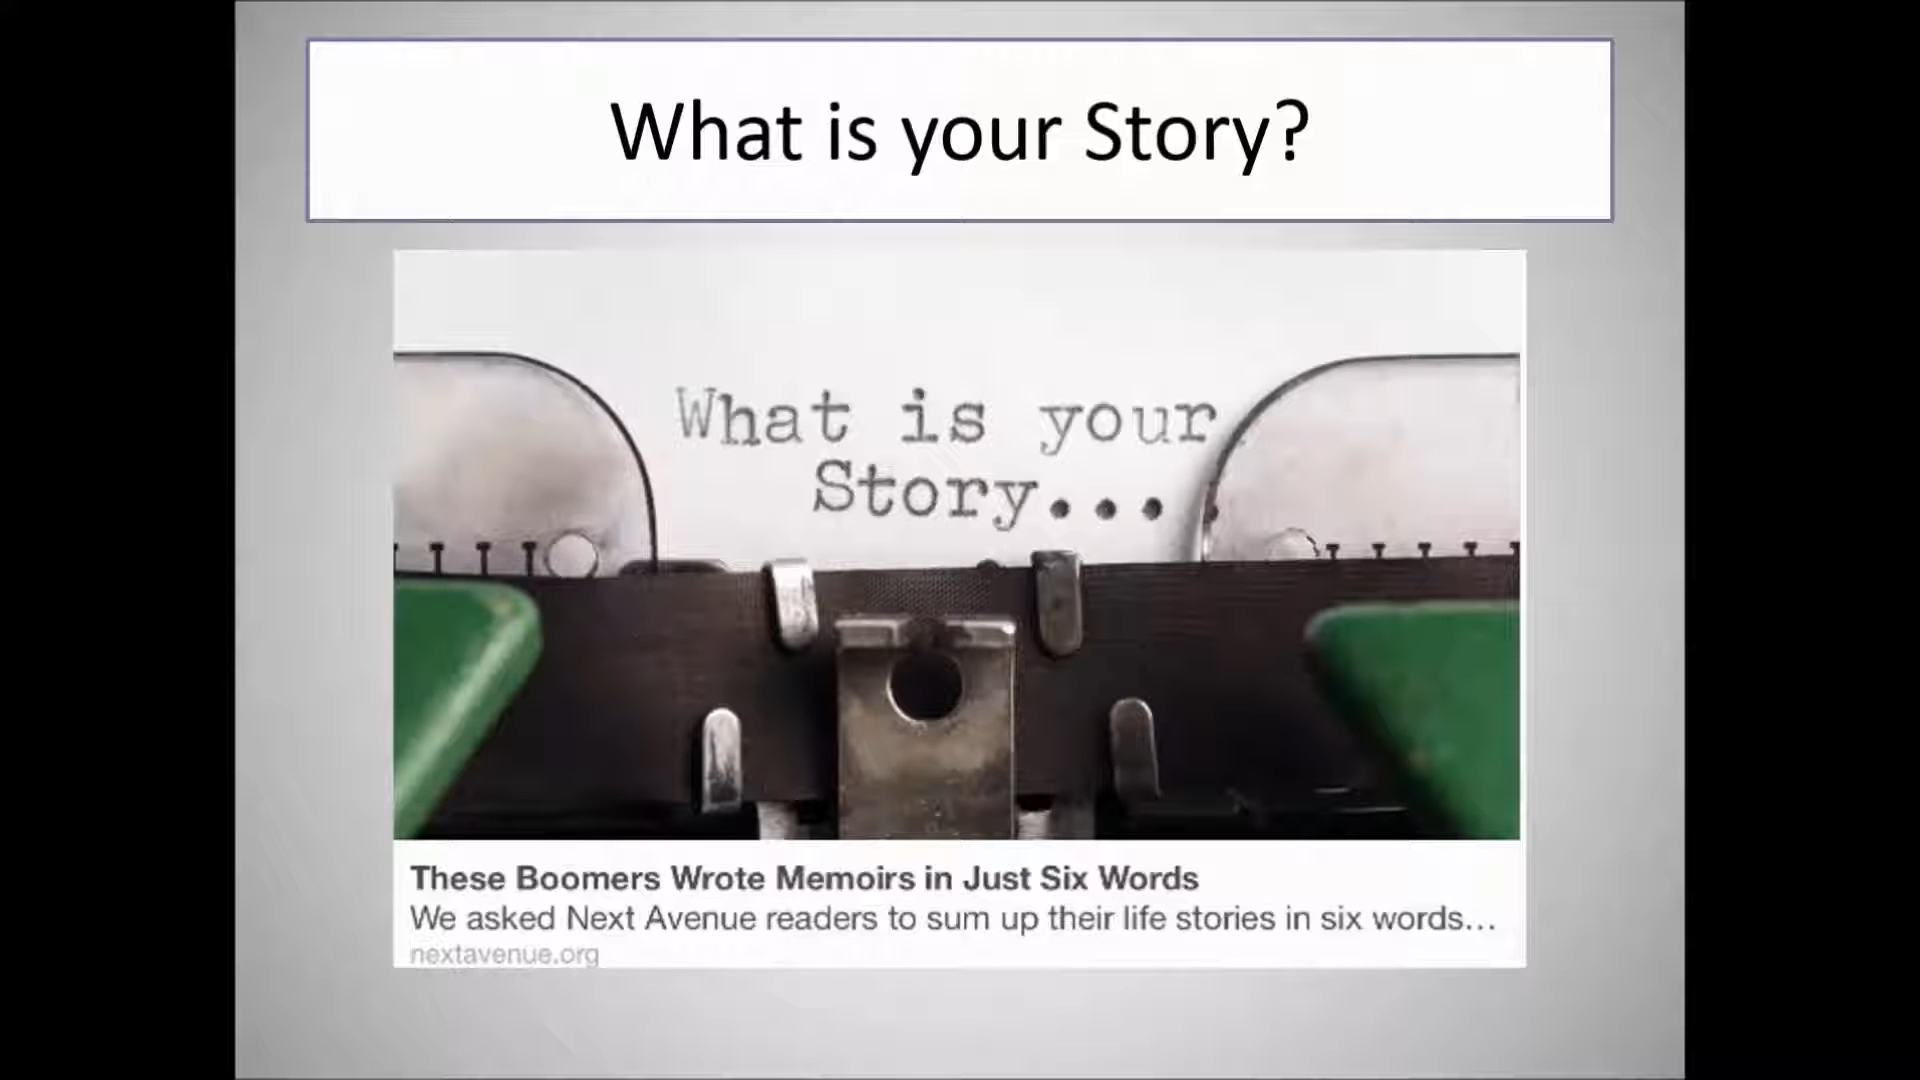 What is your Story?
What is your
Story...
These Boomers Wrote Memoirs in Just Six Words
We asked Next Avenue readers to sum up their life stories in six words...
nextavenue.org